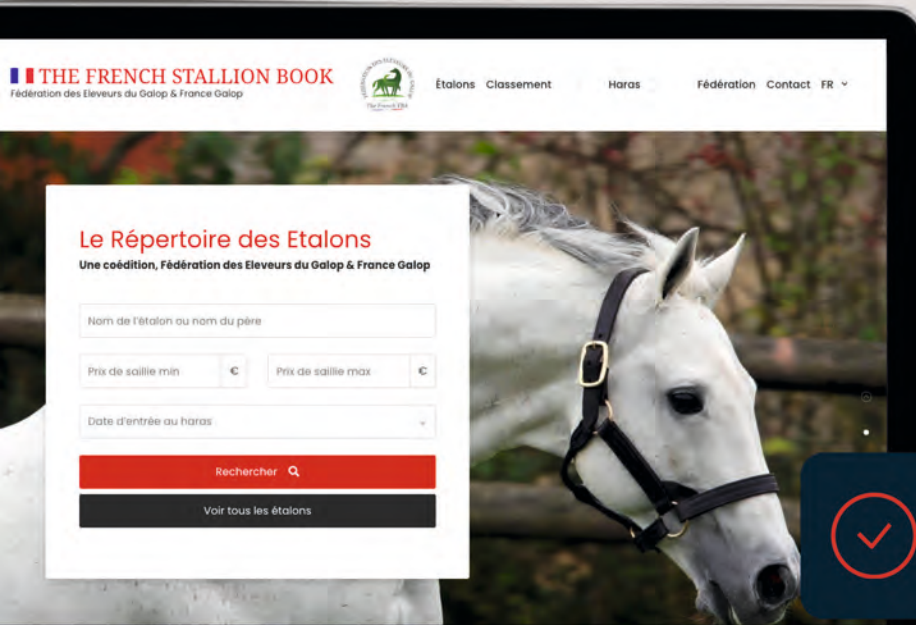 THE FRENCH STALLION BOOK
Fédération des Eleveurs du Galop & France Galop
Étalons Classement Haras Fédération Contact FR
Le Répertoire des Etalons
Une coédition, Fédération des Eleveurs du Galop & France Galop
Nom de l'étalon ou nom du père
Prix de saillie min €
Prix de saillie max €
Date d'entrée au haras
Rechercher
Voir tous les étalons